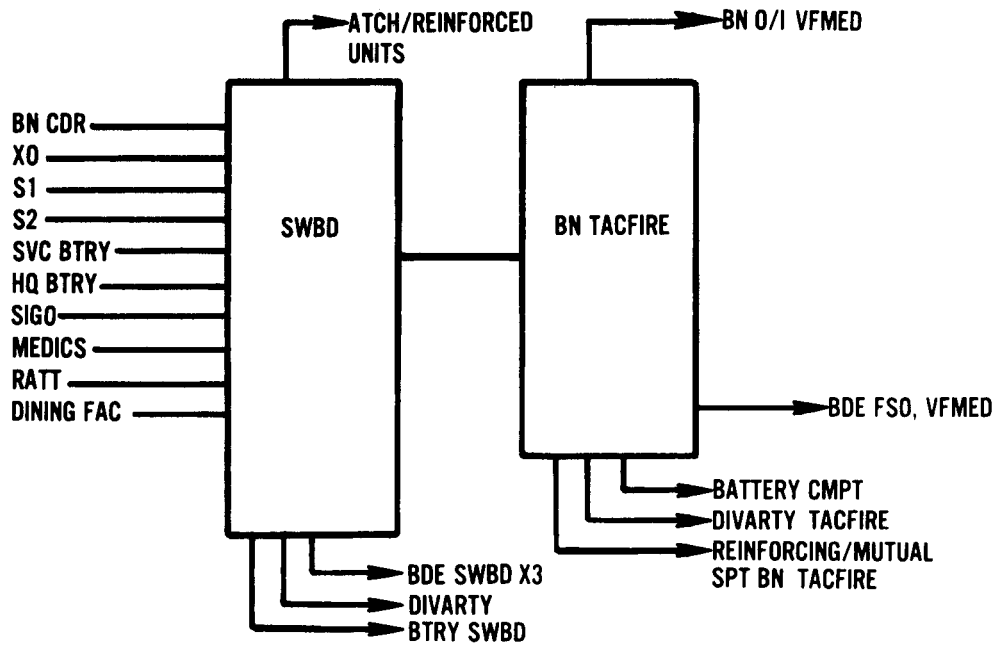 ATCH/REINFORCED
UNITS
BN O/I VFMED
BN CDR
XO
S1
S2
SVC BTRY
HQ BTRY
SIGO
MEDICS
RATT
DINING FAC
SWBD
BN TACFIRE
BDE FSO, VFMED
BATTERY CMPT
DIVARTY TACFIRE
REINFORCING/MUTUAL
SPT BN TACFIRE
BDE SWBD X3
DIVARTY
BTRY SWBD